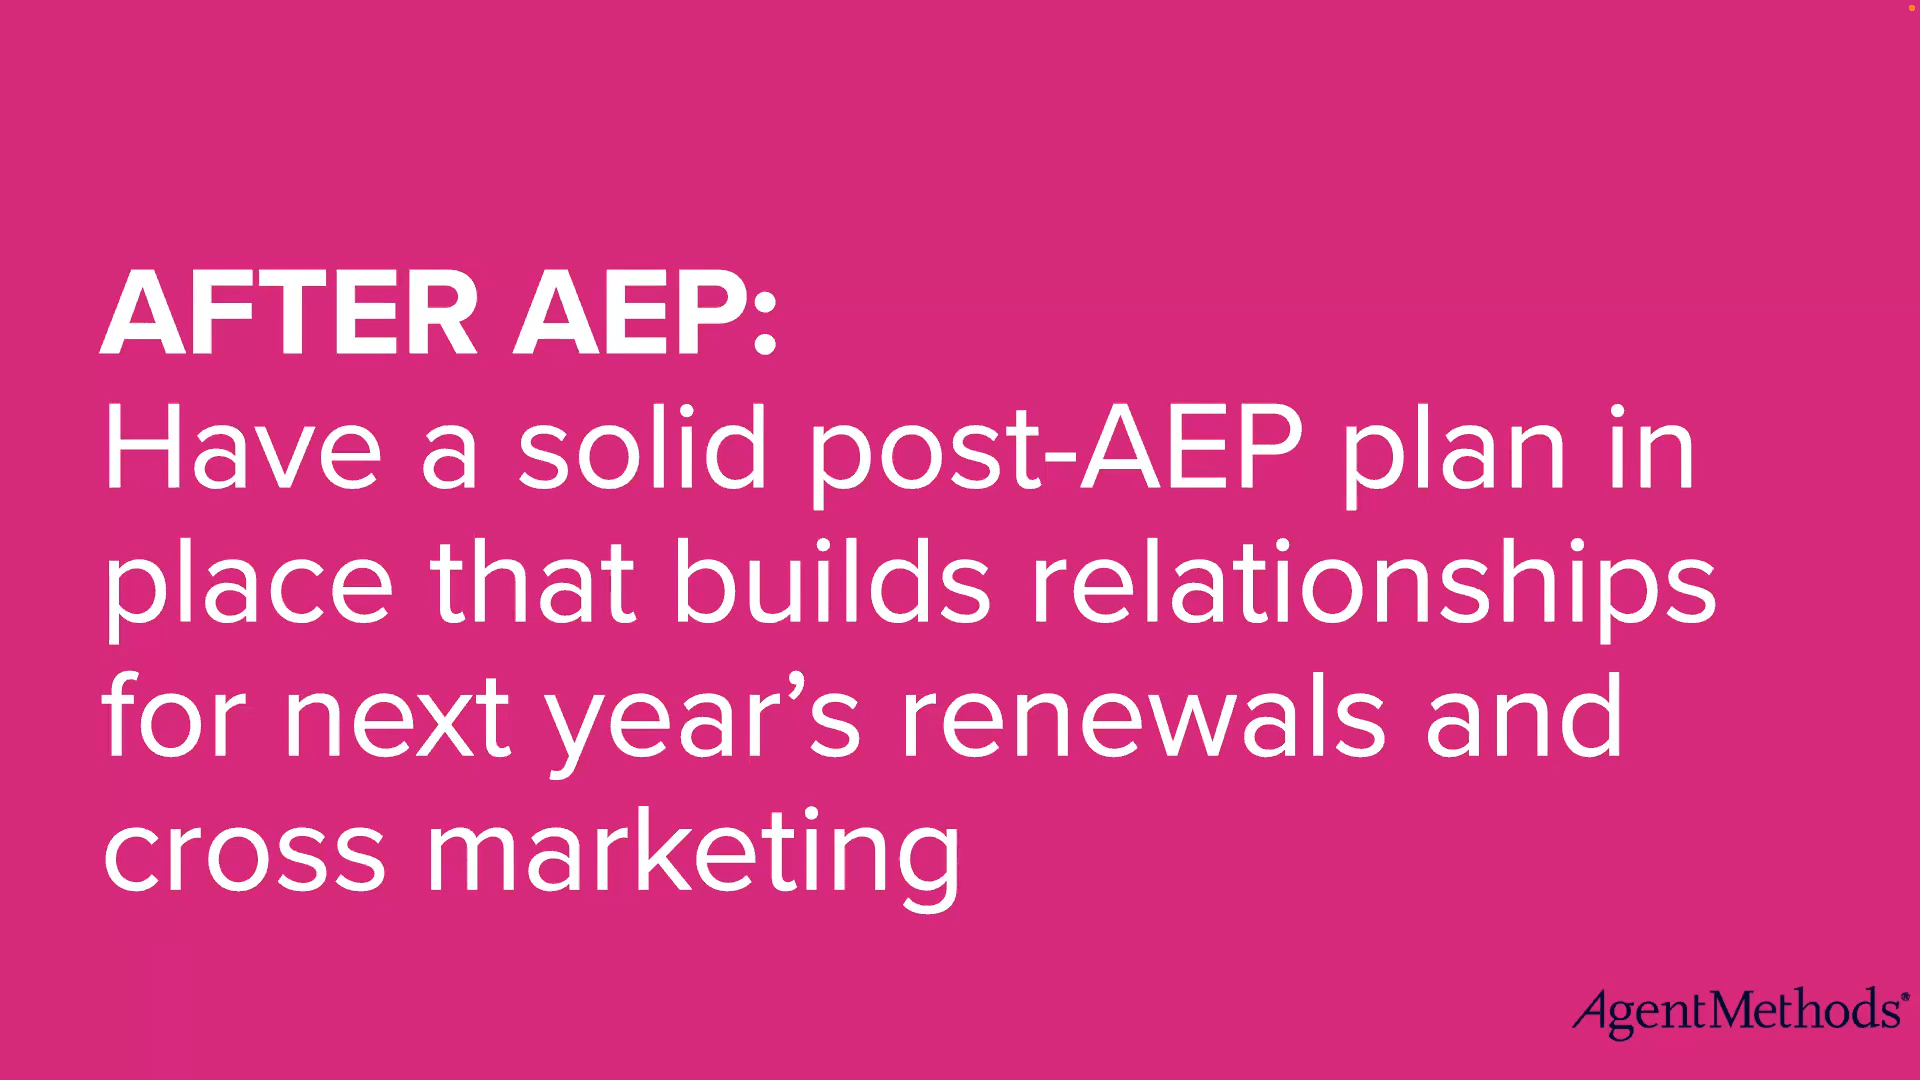 AFTER AEP:
Have a solid post-AEP plan in
place that builds relationships
for next year’s renewals and
cross marketing
AgentMethods®